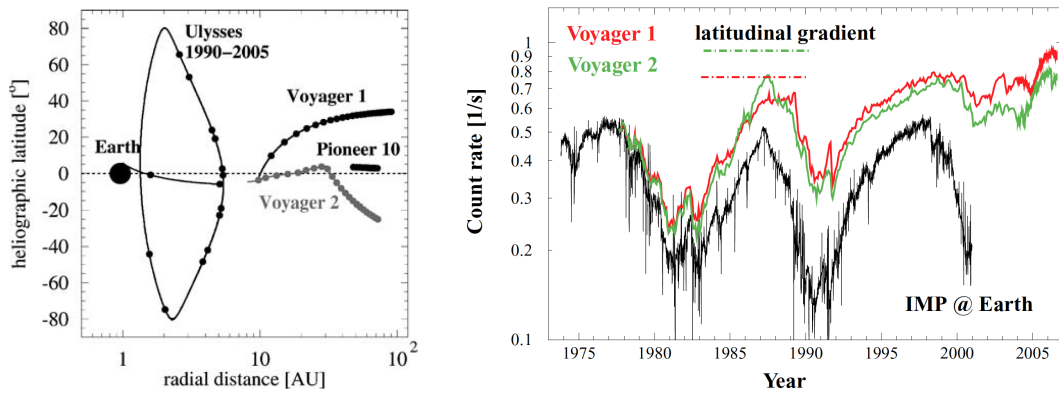 80
60
40
20
0
-20
-40
-60
-80
heliographic latitude [°]
Ulysses
1990–2005
Voyager 1
Earth
Pioneer 10
Voyager 2
1
10
10²
radial distance [AU]
Voyager 1
Voyager 2
latitudinal gradient
1
0.9
0.8
0.7
0.6
0.5
0.4
0.3
0.2
0.1
Count rate [1/s]
IMP @ Earth
1975
1980
1985
1990
1995
2000
2005
Year